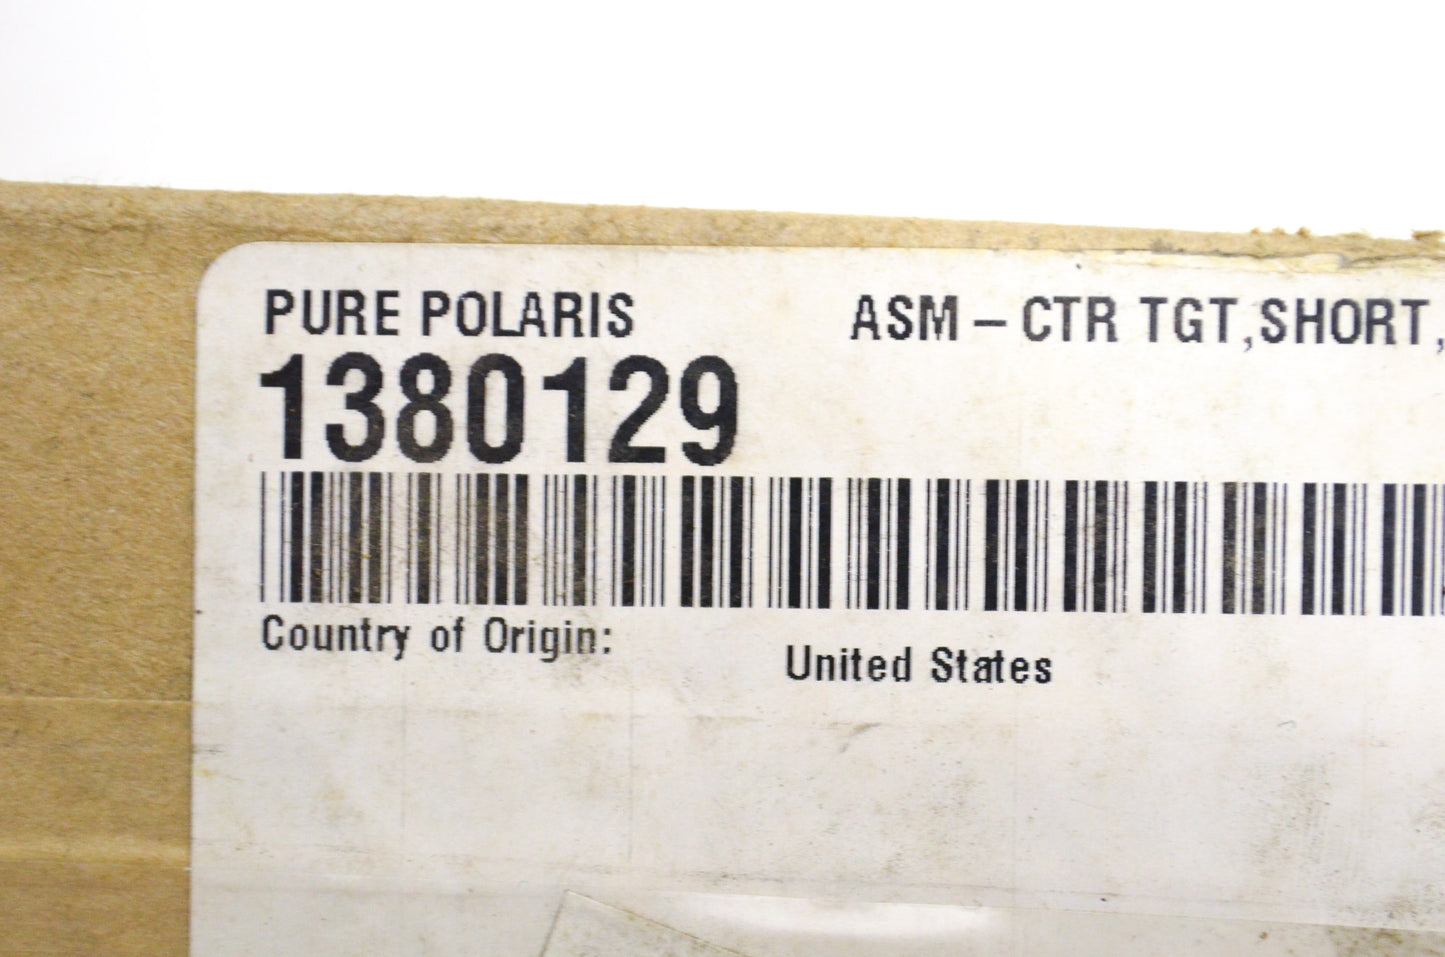 PURE POLARIS
ASM – CTR TGT,SHORT,
1380129
Country of Origin:
United States